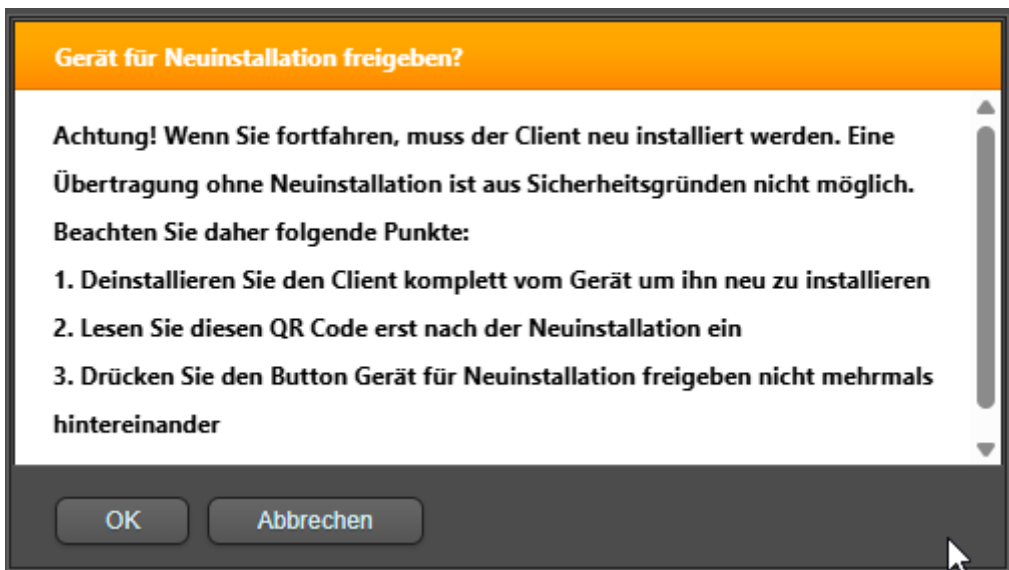 Gerät für Neuinstallation freigeben?
Achtung! Wenn Sie fortfahren, muss der Client neu installiert werden. Eine
Übertragung ohne Neuinstallation ist aus Sicherheitsgründen nicht möglich.
Beachten Sie daher folgende Punkte:
1. Deinstallieren Sie den Client komplett vom Gerät um ihn neu zu installieren
2. Lesen Sie diesen QR Code erst nach der Neuinstallation ein
3. Drücken Sie den Button Gerät für Neuinstallation freigeben nicht mehrmals
hintereinander
OK
Abbrechen